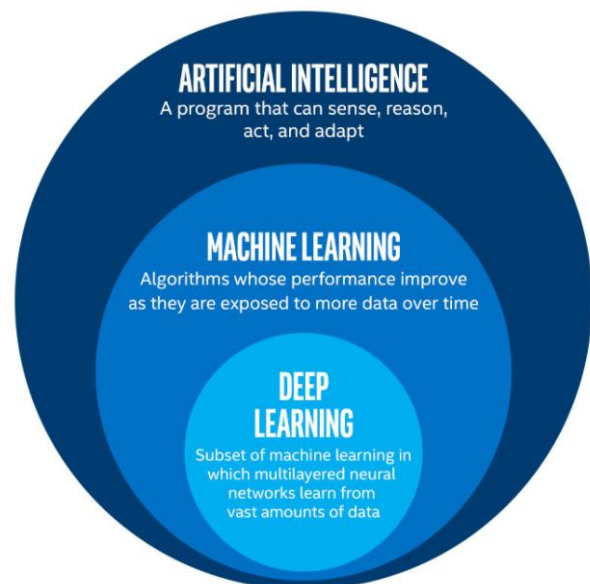 ARTIFICIAL INTELLIGENCE
A program that can sense, reason,
act, and adapt
MACHINE LEARNING
Algorithms whose performance improve
as they are exposed to more data over time
DEEP
LEARNING
Subset of machine learning in
which multilayered neural
networks learn from
vast amounts of data